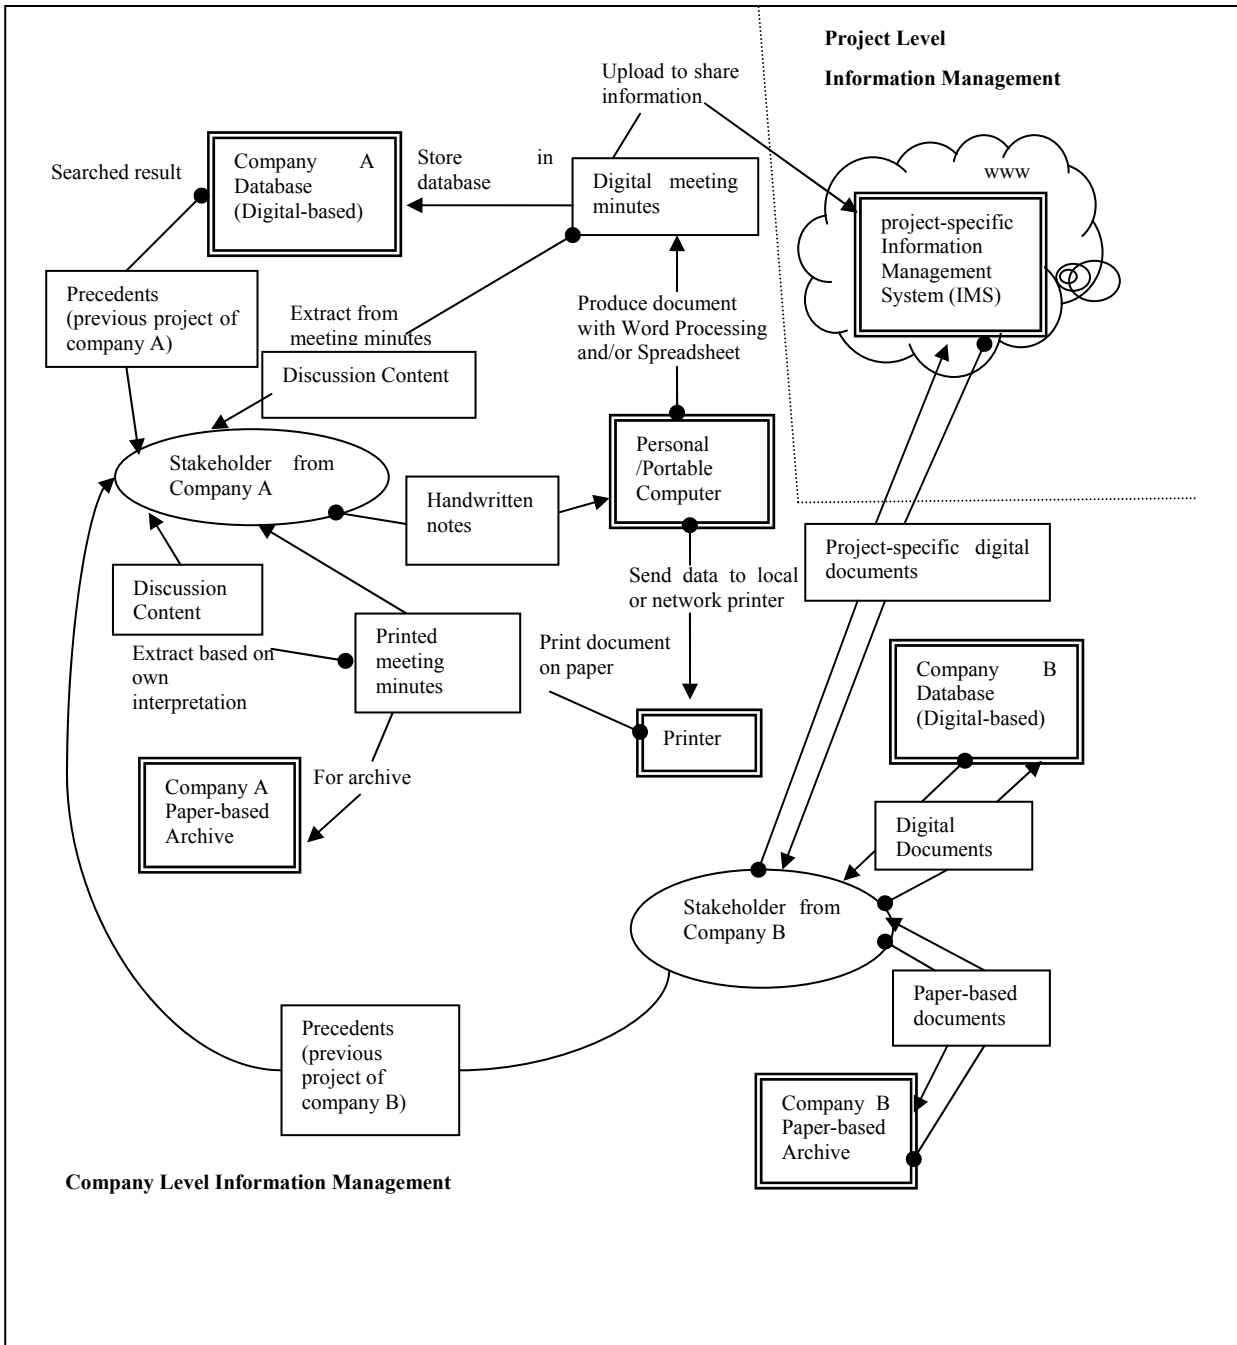 Project Level
Information Management
Upload to share
information
www
Searched result
Company A
Database
(Digital-based)
Store in
database
Digital meeting
minutes
project-specific
Information
Management
System (IMS)
Precedents
(previous project of
company A)
Extract from
meeting minutes
Discussion Content
Produce document
with Word Processing
and/or Spreadsheet
Stakeholder from
Company A
Handwritten
notes
Personal
/Portable
Computer
Project-specific digital
documents
Discussion
Content
Extract based on
own
interpretation
Printed
meeting
minutes
Send data to local
or network printer
Print document
on paper
Printer
Company B
Database
(Digital-based)
Company A
Paper-based
Archive
For archive
Digital
Documents
Stakeholder from
Company B
Paper-based
documents
Precedents
(previous
project of
company B)
Company B
Paper-based
Archive
Company Level Information Management